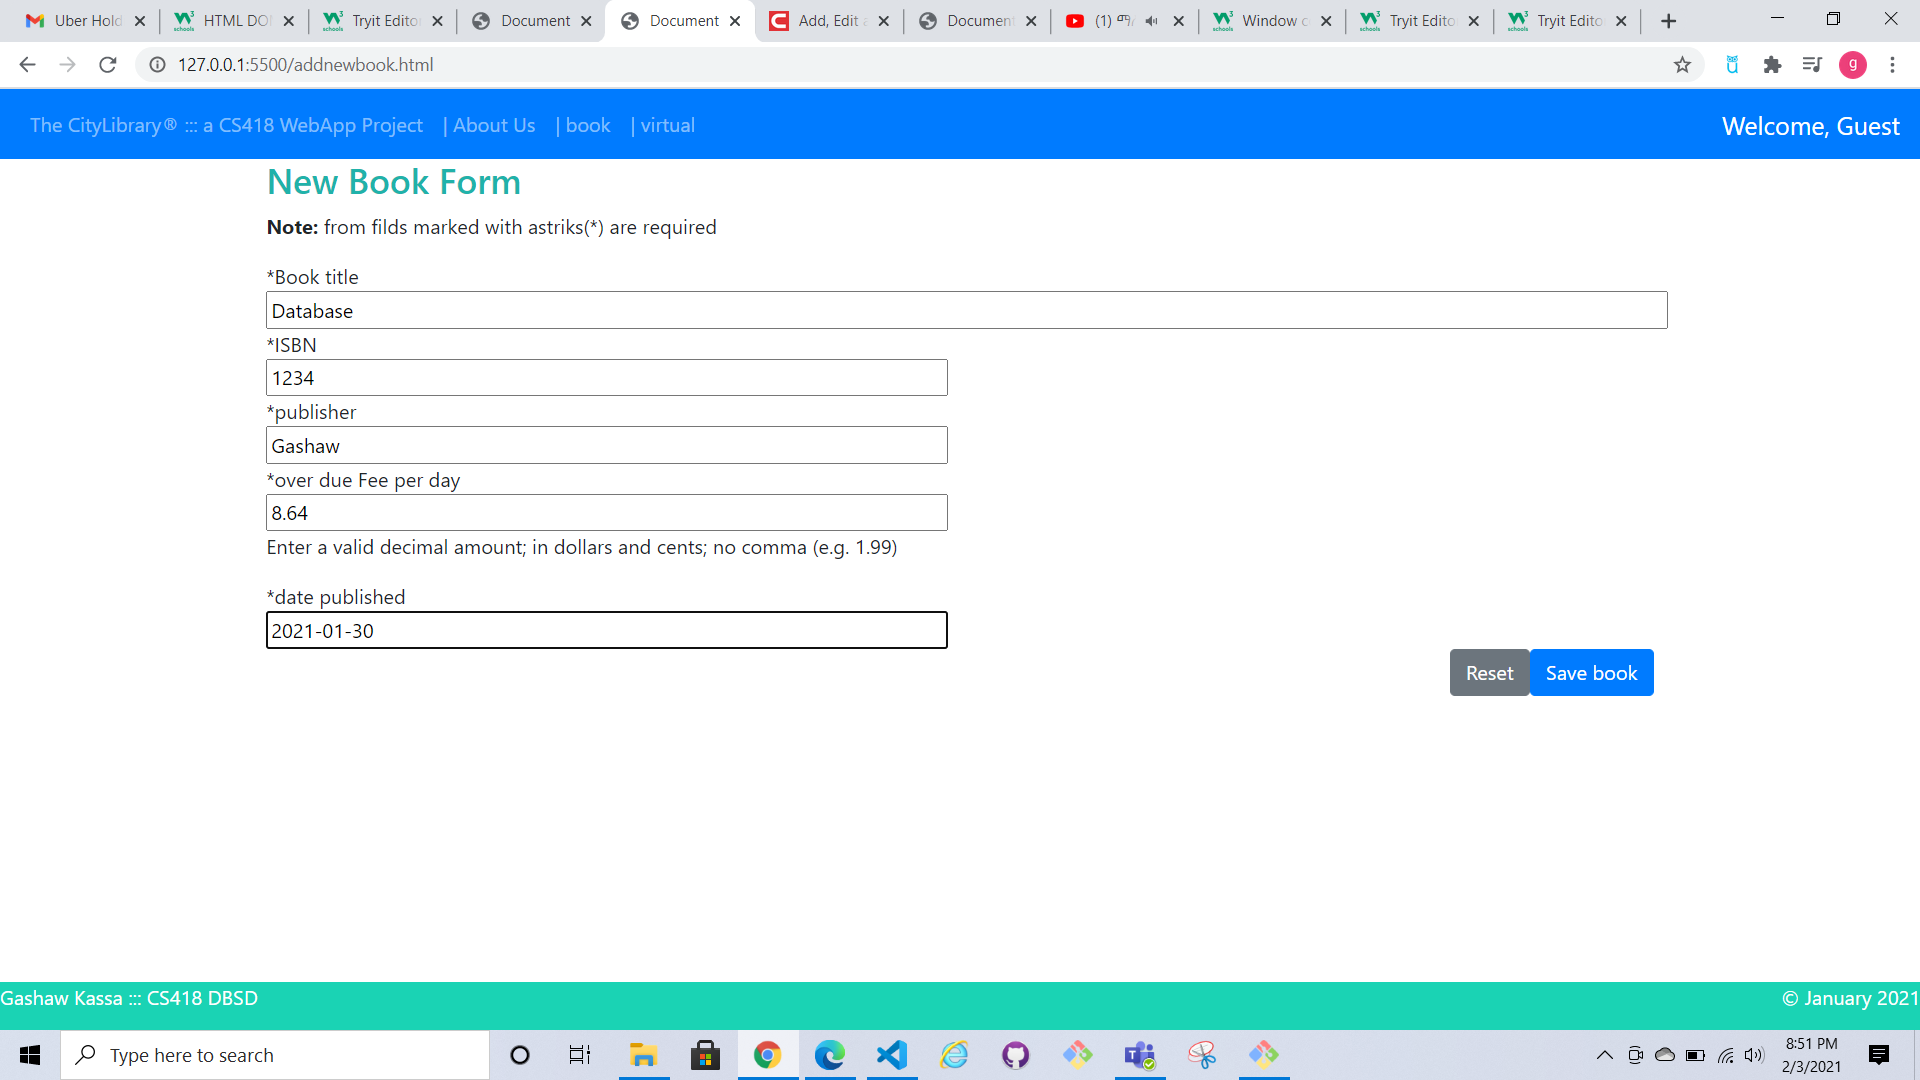 Uber Hold
HTML DO
Tryit Edito
Document
Document
Add, Edit a
Document
(1)
Window c
Tryit Edito
Tryit Edito
127.0.0.1:5500/addnewbook.html
g
The CityLibrary® ::: a CS418 WebApp Project | About Us | book | virtual
Welcome, Guest
New Book Form
Note: from filds marked with astriks(*) are required
*Book title
Database
*ISBN
1234
*publisher
Gashaw
*over due Fee per day
8.64
Enter a valid decimal amount; in dollars and cents; no comma (e.g. 1.99)
*date published
2021-01-30
Reset
Save book
Gashaw Kassa ::: CS418 DBSD
© January 2021
Type here to search
8:51 PM
2/3/2021